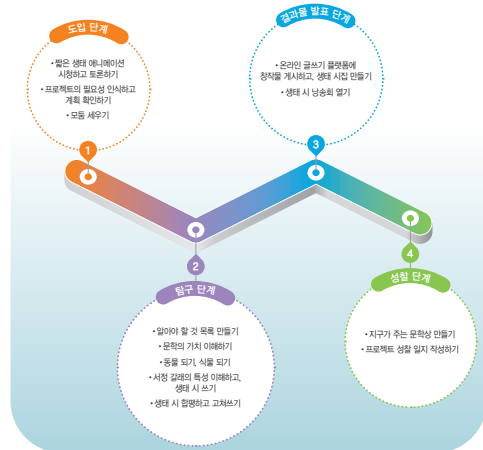 도입 단계
• 짧은 생태 애니메이션
시청하고 토론하기
• 프로젝트의 필요성 인식하고
계획 확인하기
• 모둠 세우기
1
2
탐구 단계
• 알아야 할 것 목록 만들기
• 문학의 가치 이해하기
• 동물 되기, 식물 되기
• 서정 갈래의 특성 이해하고,
생태 시 쓰기
• 생태 시 합평하고 고쳐쓰기
결과물 발표 단계
• 온라인 글쓰기 플랫폼에
창작물 게시하고, 생태 시집 만들기
• 생태 시 낭송회 열기
3
4
성찰 단계
• 지구가 주는 문학상 만들기
• 프로젝트 성찰 일지 작성하기